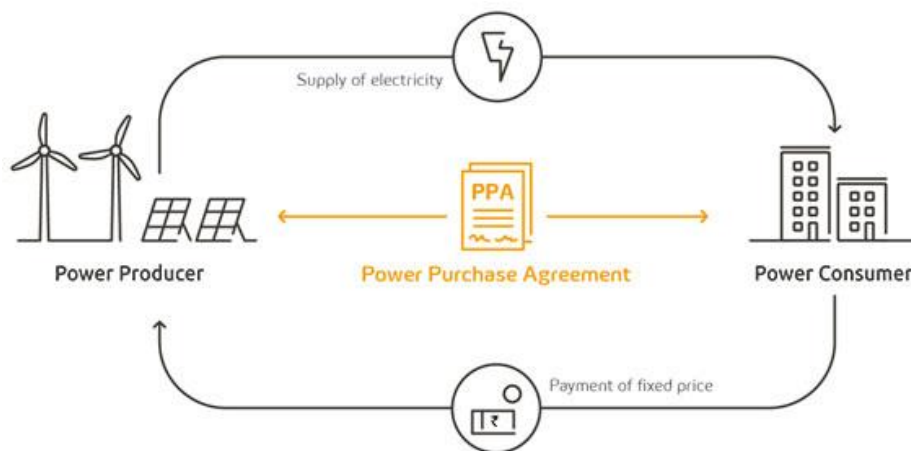 Supply of electricity
PPA
Power Producer
Power Purchase Agreement
Power Consumer
Payment of fixed price
₹